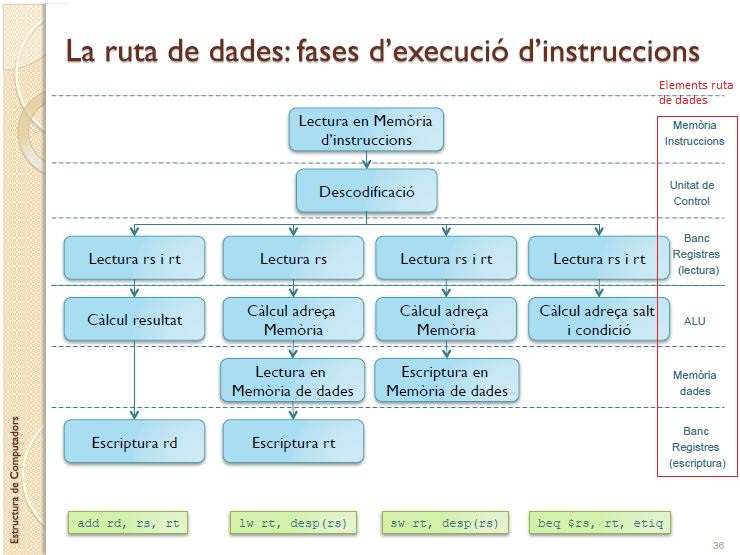 La ruta de dades: fases d'execució d'instruccions
Elements ruta
de dades
Lectura en Memòria
d'instruccions
Memòria
Instruccions
Descodificació
Unitat de
Control
Lectura rs i rt
Lectura rs
Lectura rs i rt
Lectura rs i rt
Banc
Registres
(lectura)
Càlcul resultat
Càlcul adreça
Memòria
Càlcul adreça
Memòria
Càlcul adreça salt
i condició
ALU
Lectura en
Memòria de dades
Escriptura en
Memòria de dades
Memòria
dades
Escriptura rd
Escriptura rt
Banc
Registres
(escriptura)
add rd, rs, rt
lw rt, desp(rs)
sw rt, desp(rs)
beq $rs, rt, etiq
Estructura de Computadors
36